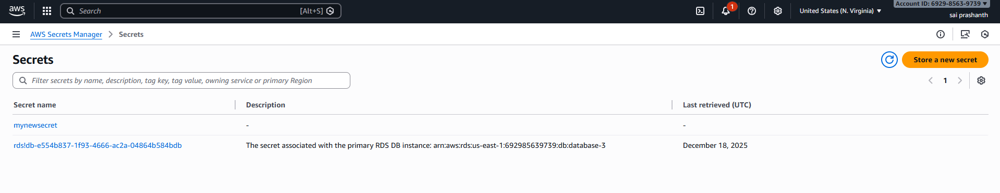 aws
Search
[Alt+S]
1
United States (N. Virginia)
Account ID: 6929-8563-9739
sai prashanth
AWS Secrets Manager
Secrets
Secrets
Store a new secret
Filter secrets by name, description, tag key, tag value, owning service or primary Region
1
Secret name
Description
Last retrieved (UTC)
mynewsecret
-
-
rds!db-e554b837-1f93-4666-ac2a-04864b584bdb
The secret associated with the primary RDS DB instance: arn:aws:rds:us-east-1:692985639739:db:database-3
December 18, 2025